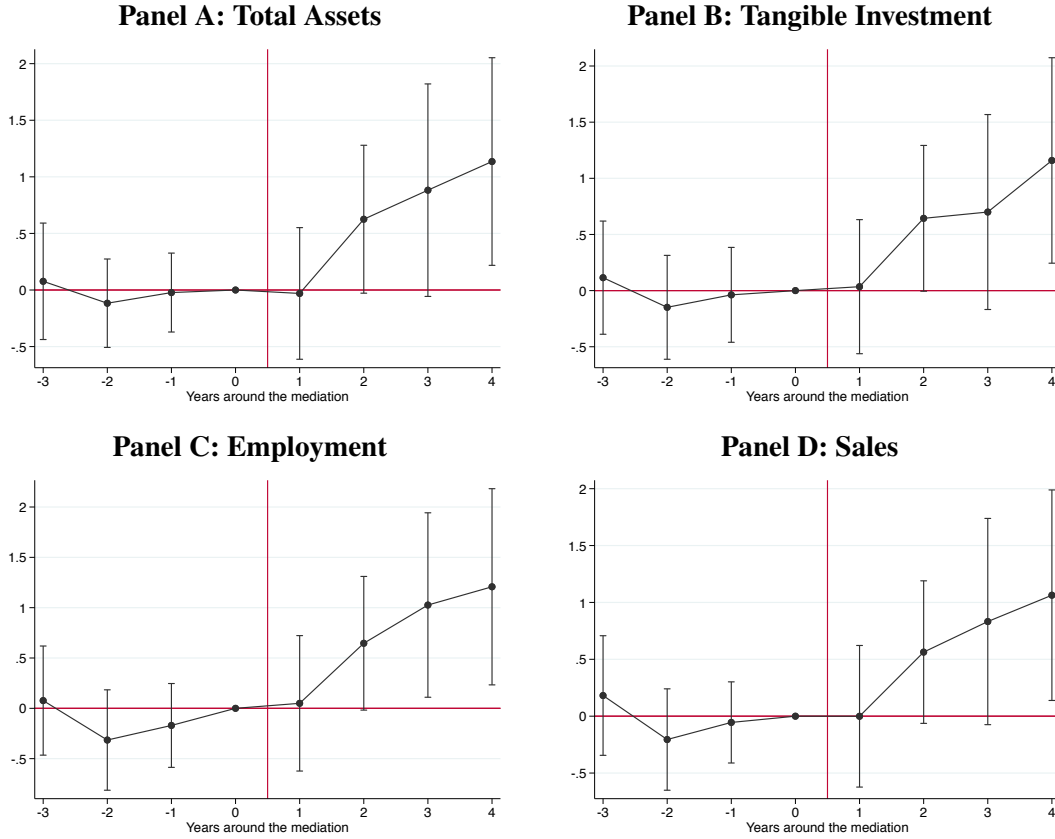 Panel A: Total Assets
2
1.5
1
.5
0
-.5
-3 -2 -1 0 1 2 3 4
Years around the mediation
Panel B: Tangible Investment
2
1.5
1
.5
0
-.5
-3 -2 -1 0 1 2 3 4
Years around the mediation
Panel C: Employment
2
1.5
1
.5
0
-.5
-3 -2 -1 0 1 2 3 4
Years around the mediation
Panel D: Sales
2
1.5
1
.5
0
-.5
-3 -2 -1 0 1 2 3 4
Years around the mediation